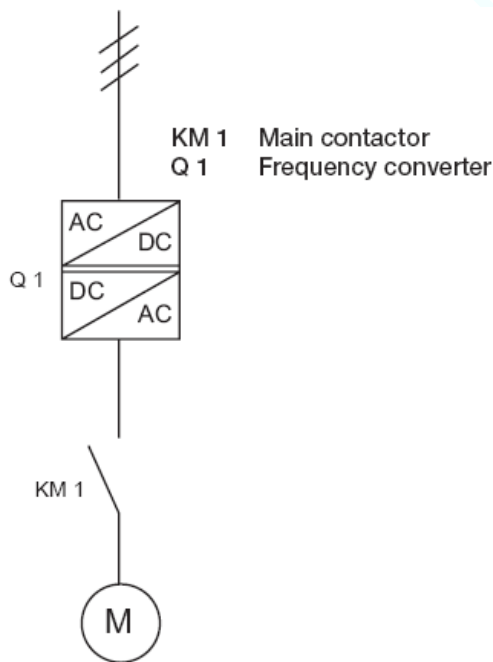 KM 1 Main contactor
Q 1 Frequency converter
AC
DC
Q 1
DC
AC
KM 1
M